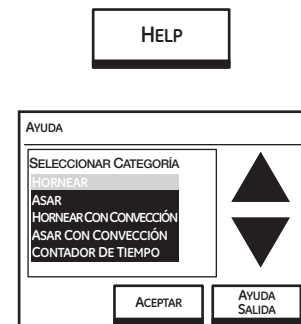 HELP
AYUDA
SELECCIONAR CATEGORÍA
HORNEAR
ASAR
HORNEAR CON CONVECCIÓN
ASAR CON CONVECCIÓN
CONTADOR DE TIEMPO
ACEPTAR
AYUDA
SALIDA